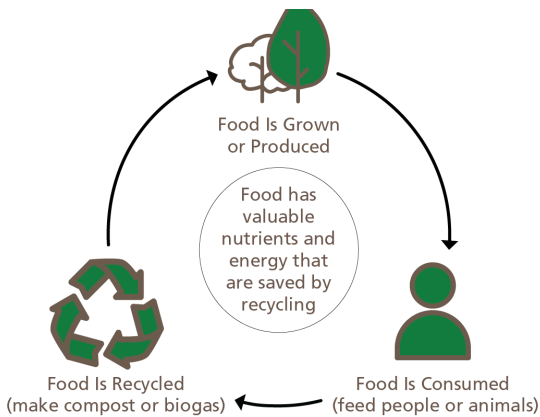 Food Is Grown
or Produced
Food has
valuable
nutrients and
energy that
are saved by
recycling
Food Is Recycled
(make compost or biogas)
Food Is Consumed
(feed people or animals)